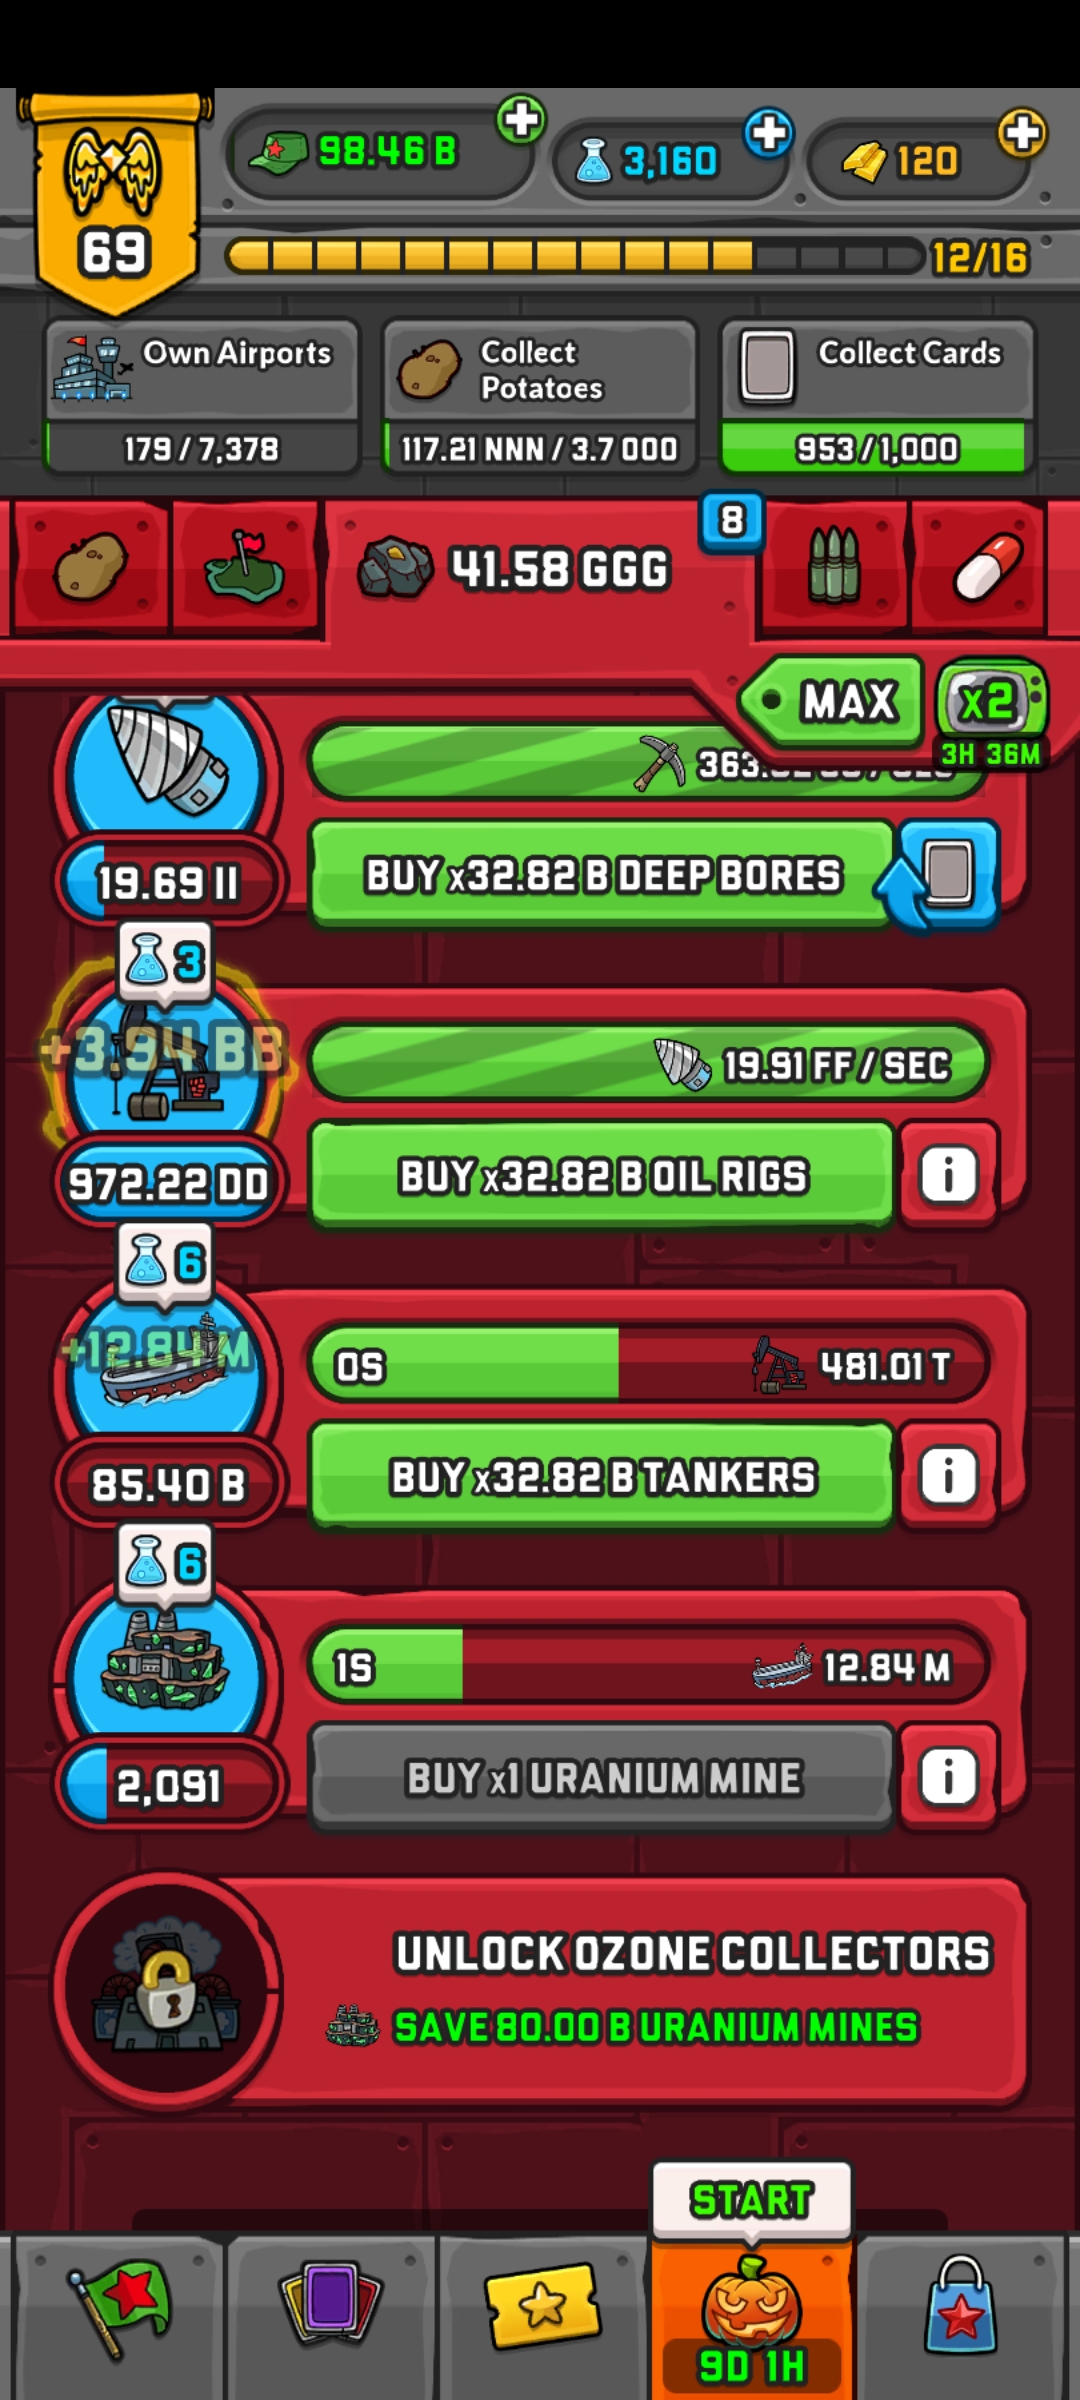 98.46 B
3,160
120
69
12/16
Own Airports
179 / 7,378
Collect
Potatoes
117.21 NNN / 3.7 OOO
Collect Cards
953 / 1,000
41.58 GGG
8
MAX
x2
3H 36M
19.69 II
BUY x32.82 B DEEP BORES
3
+3.94 BB
19.91 FF / SEC
972.22 DD
BUY x32.82 B OIL RIGS
6
+12.84 M
0S
481.01 T
85.40 B
BUY x32.82 B TANKERS
6
1S
12.84 M
2,091
BUY x1 URANIUM MINE
UNLOCK OZONE COLLECTORS
SAVE 80.00 B URANIUM MINES
START
9D 1H